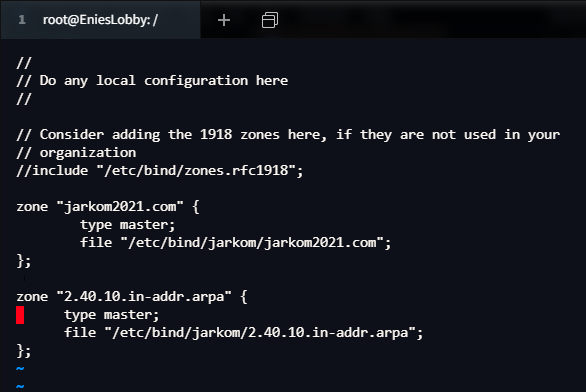 1 root@EniesLobby: /
//
// Do any local configuration here
//
// Consider adding the 1918 zones here, if they are not used in your
// organization
//include "/etc/bind/zones.rfc1918";
zone "jarkom2021.com" {
        type master;
        file "/etc/bind/jarkom/jarkom2021.com";
};
zone "2.40.10.in-addr.arpa" {
      type master;
      file "/etc/bind/jarkom/2.40.10.in-addr.arpa";
};
~
~